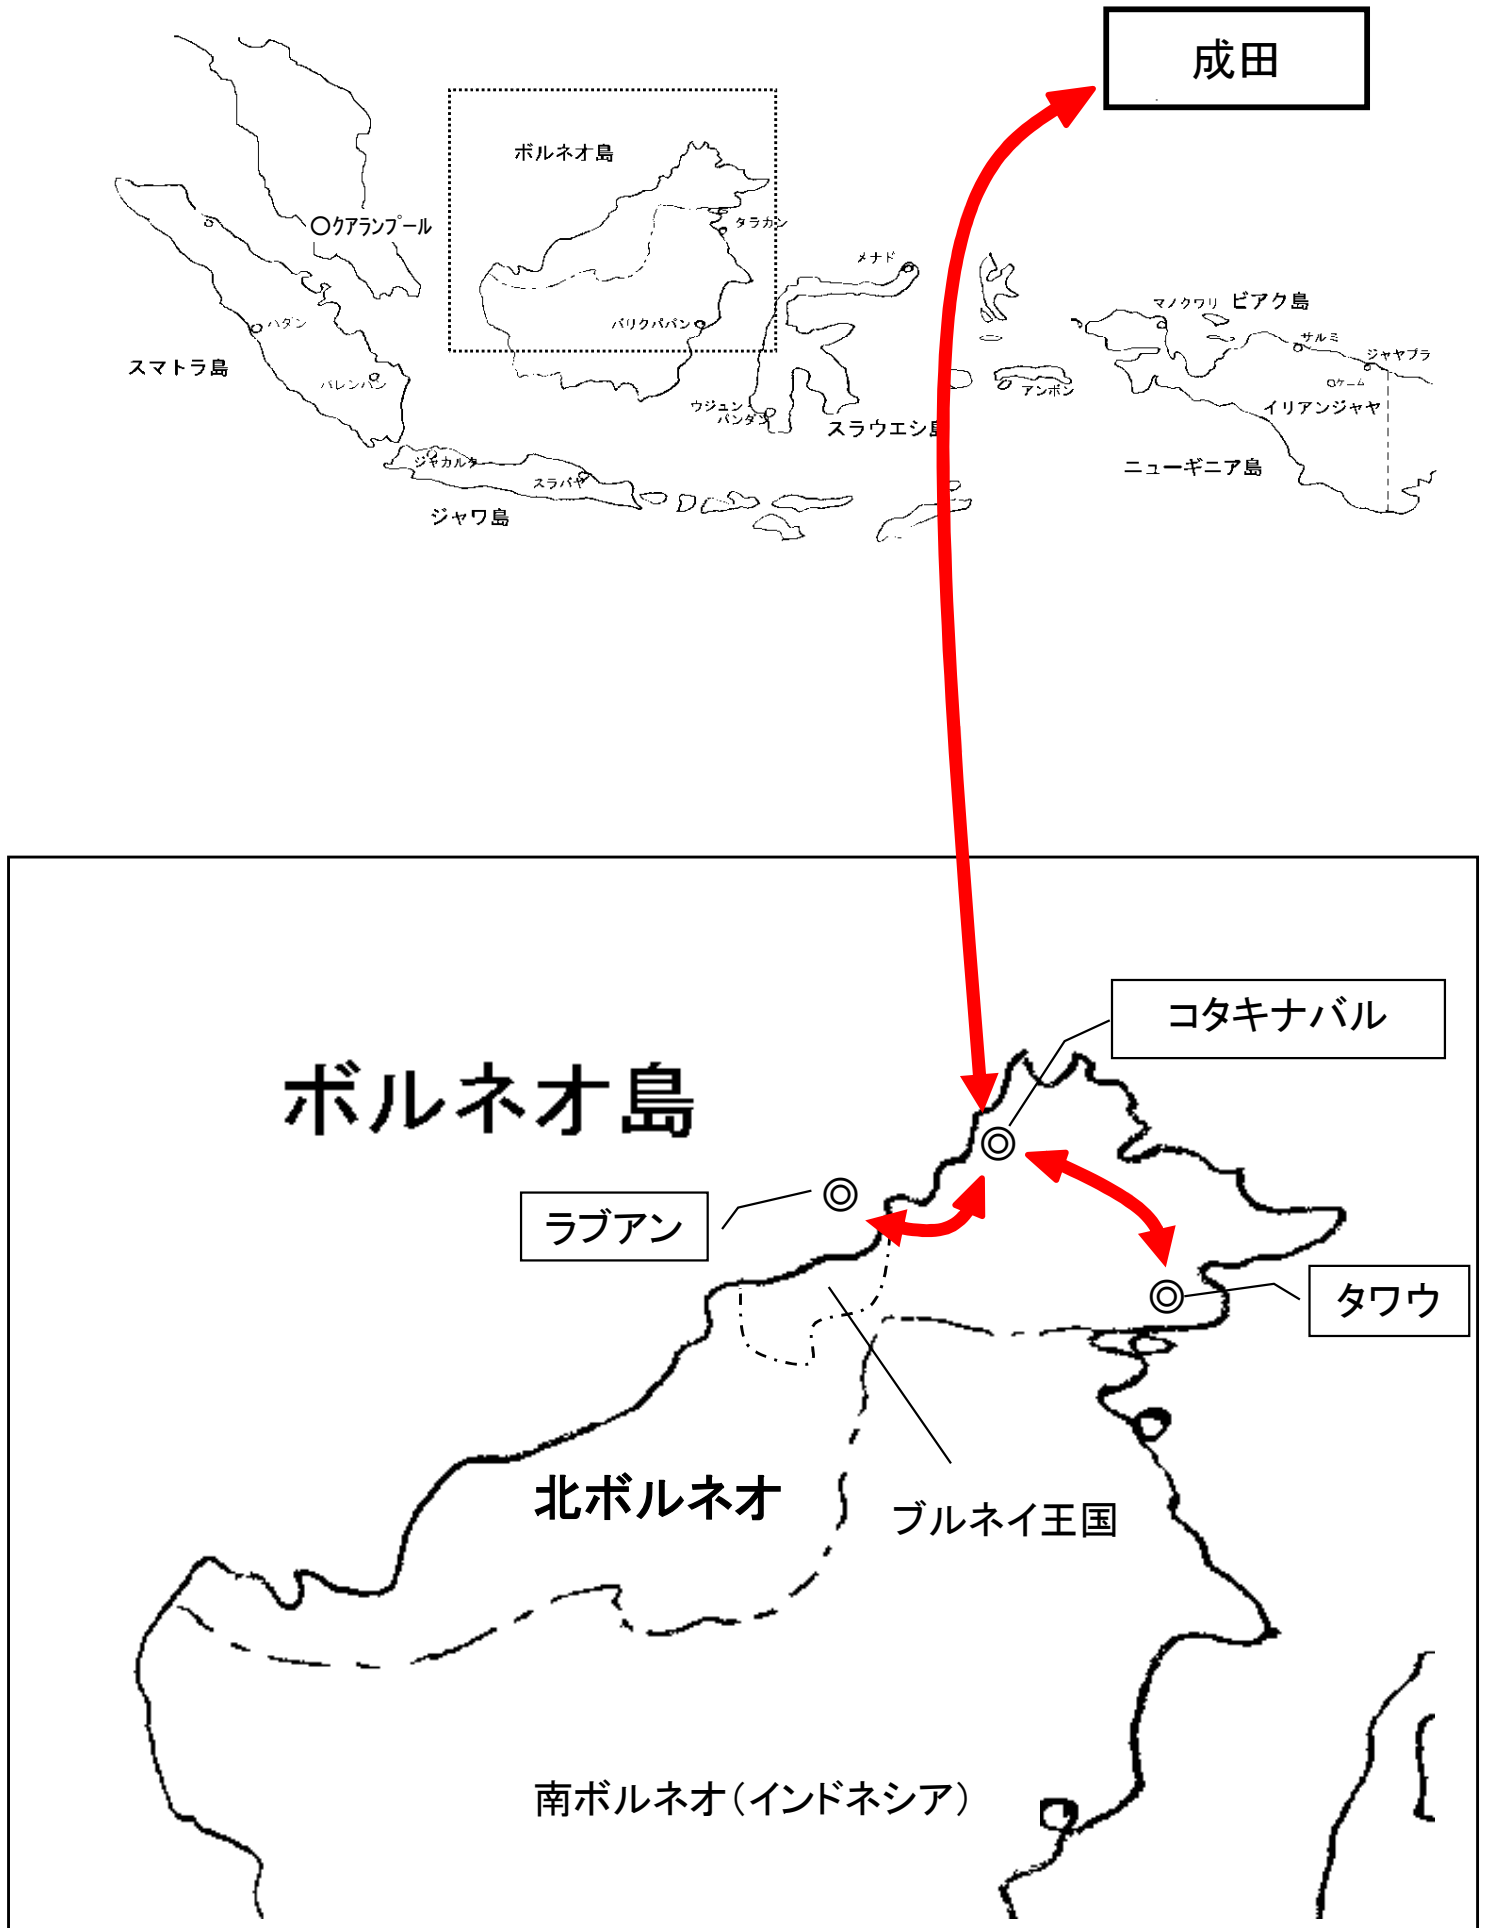 成田
ボルネオ島
タラカン
クアランプール
メナド
マノクワリ
ビアク島
バリクパパン
ハダン
サルミ
ジャヤプラ
スマトラ島
パレンバン
ゲーム
アンボン
イリアンジャヤ
ウジュン
パンダン
スラウエシ島
ジャカルタ
スラバヤ
ニューギニア島
ジャワ島
コタキナバル
ボルネオ島
ラブアン
タワウ
北ボルネオ
ブルネイ王国
南ボルネオ（インドネシア）